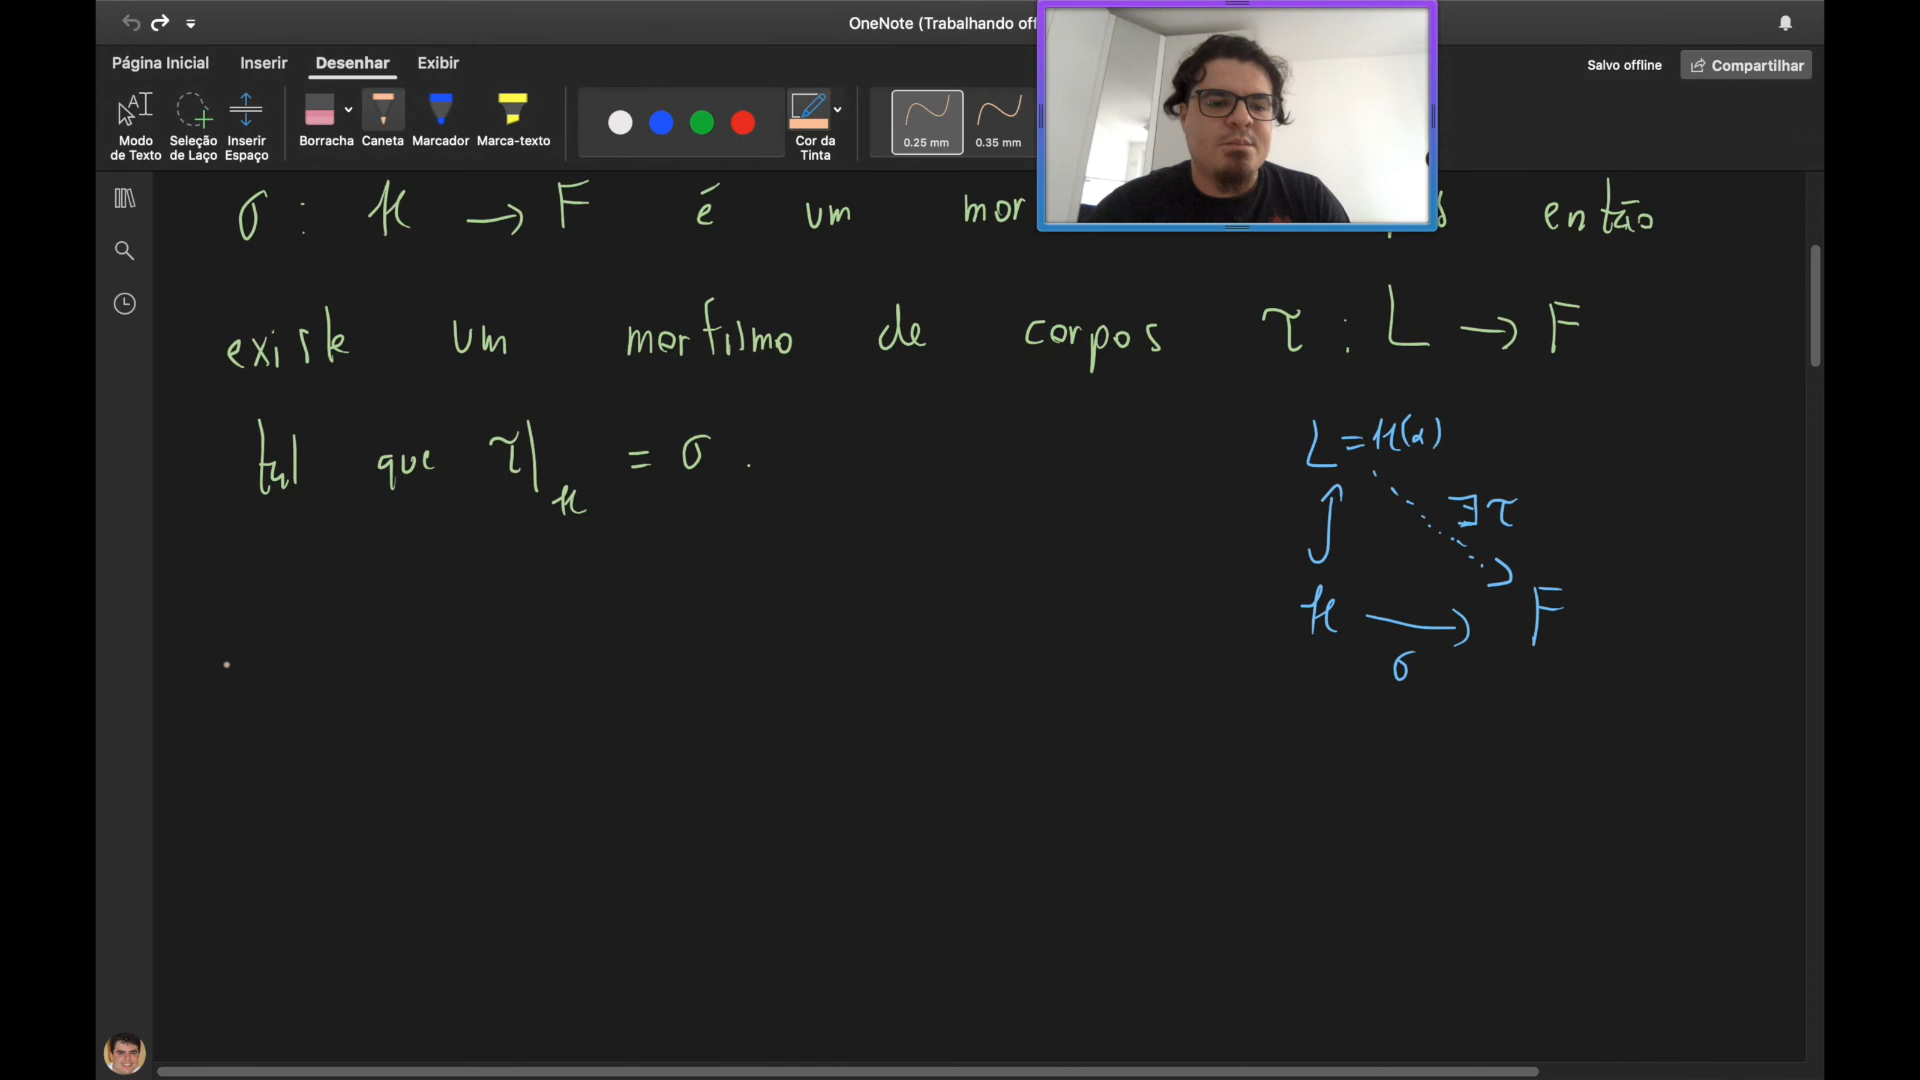 OneNote (Trabalhando off
Página Inicial Inserir Desenhar Exibir
Salvo offline Compartilhar
Modo de Texto Seleção de Laço Inserir Espaço Borracha Caneta Marcador Marca-texto Cor da Tinta 0.25 mm 0.35 mm
σ : K → F é um mor então
existe um morfismo de corpos τ : L → F
tal que τ|_K = σ .
L = K(α)
∃ τ
K → F
σ